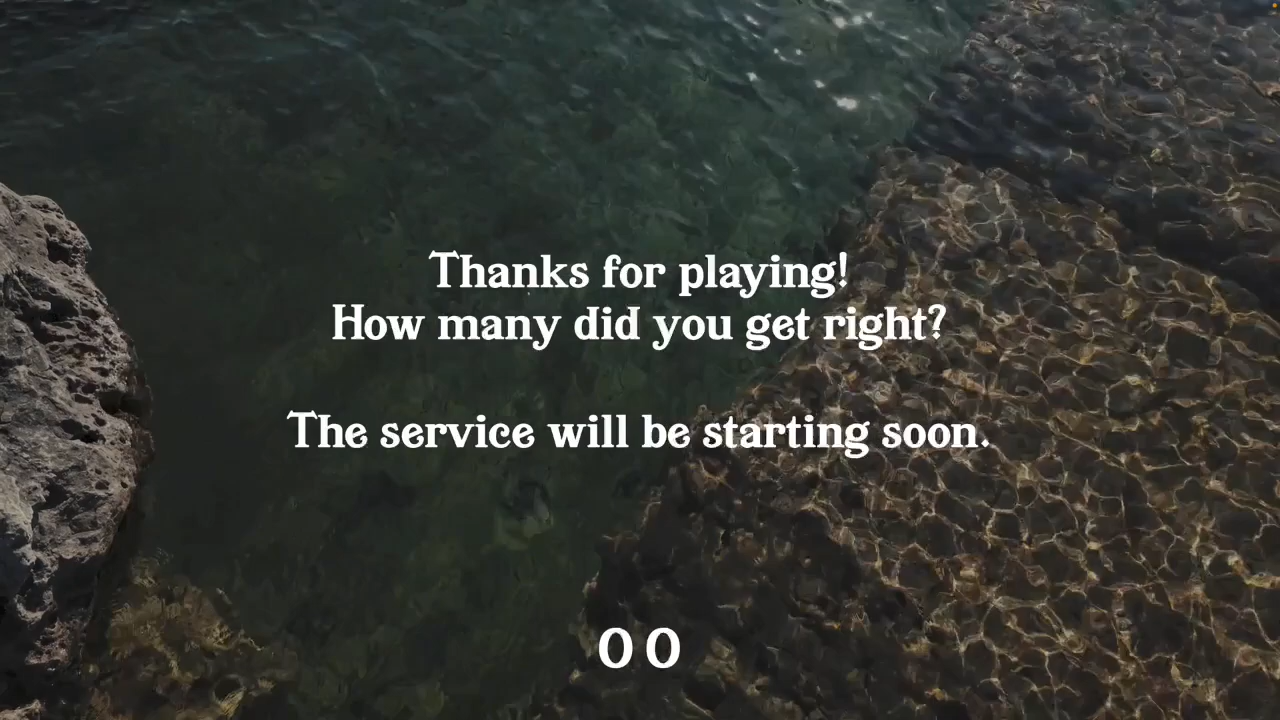 Thanks for playing!
How many did you get right?
The service will be starting soon.
00